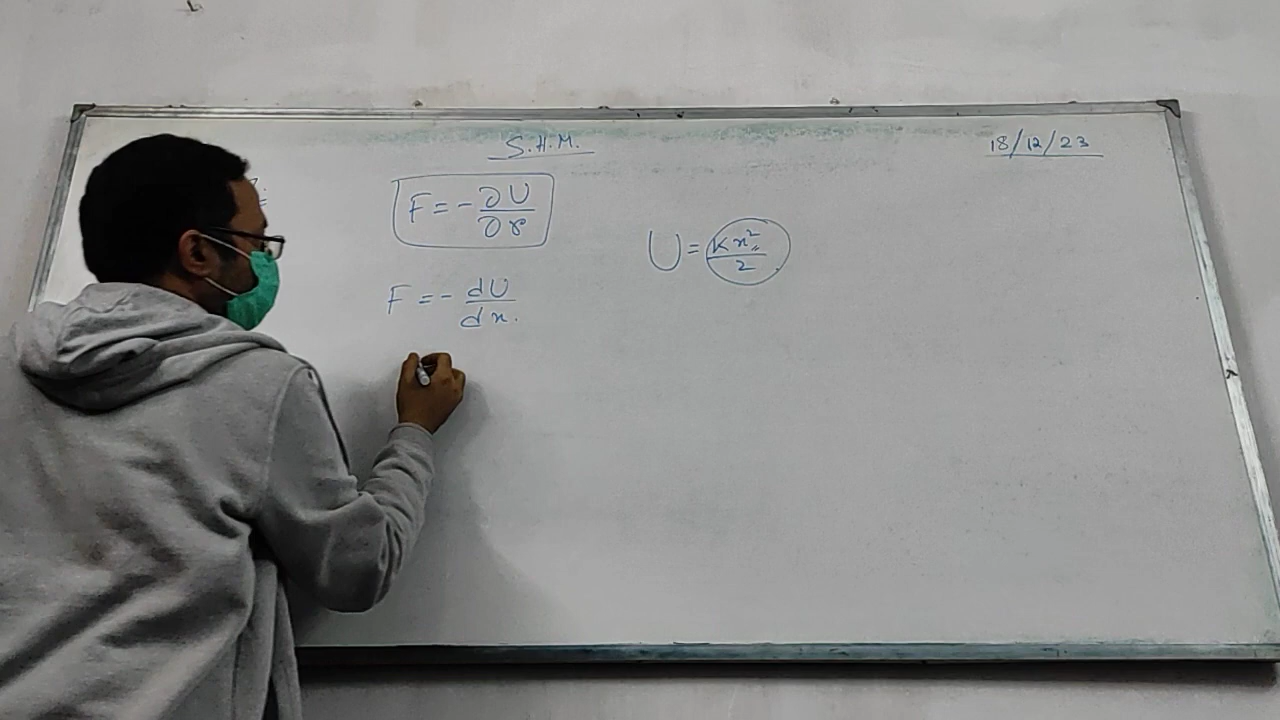 S.H.M.
18/12/23
F = - ∂U/∂r
U = Kx²/2
F = - dU/dx.